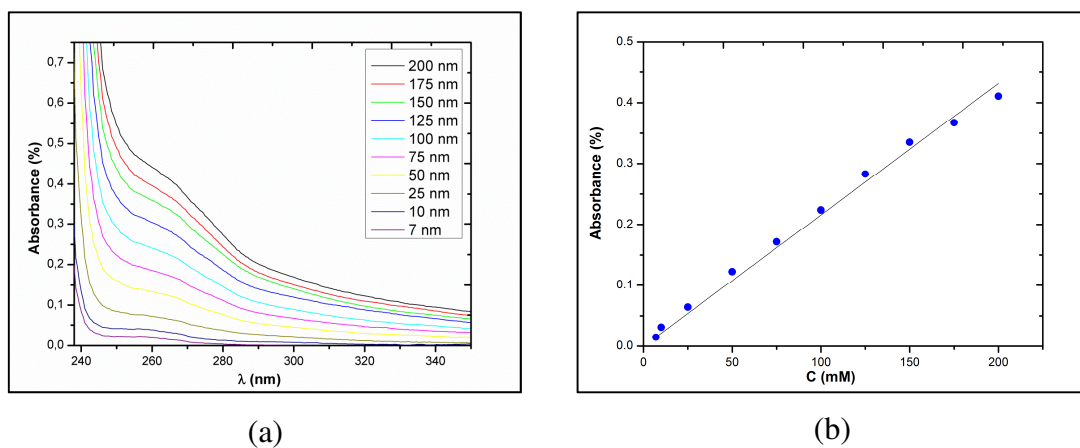 Absorbance (%)
0,7
0,6
0,5
0,4
0,3
0,2
0,1
0,0
240 260 280 300 320 340
λ (nm)
200 nm
175 nm
150 nm
125 nm
100 nm
75 nm
50 nm
25 nm
10 nm
7 nm
(a)
Absorbance (%)
0.5
0.4
0.3
0.2
0.1
0.0
0 50 100 150 200
C (mM)
(b)